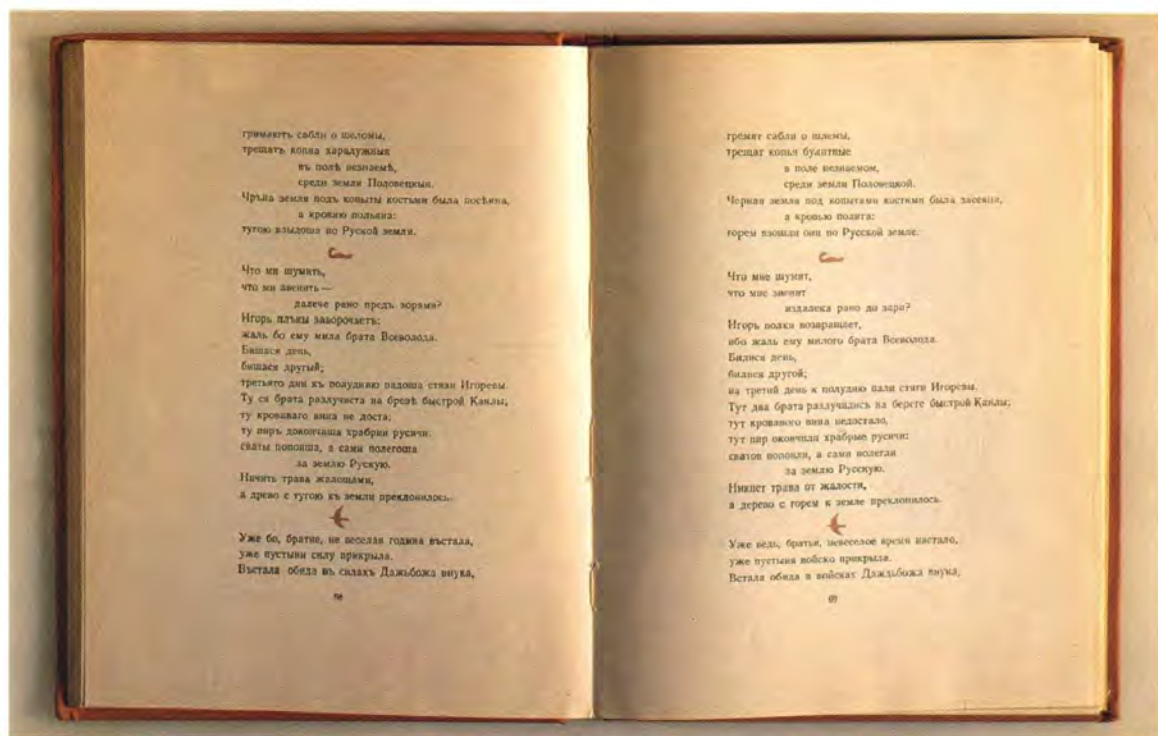 гримлютъ сабли о шеломы,
трещатъ копиа харалужныя
въ полѣ незнаемѣ,
среди земли Половецкыи.
Чръна земля подъ копыты костьми была посѣяна,
а кровию польяна:
тугою взыдоша по Руской земли.
Что ми шумить,
что ми звенить —
далече рано предъ зорями?
Игорь плъкы заворочаетъ:
жаль бо ему мила брата Всеволода.
Бишася день,
бишася другый;
третьяго дни къ полуднию падоша стязи Игоревы.
Ту ся брата разлучиста на брезѣ быстрой Каялы;
ту кроваваго вина не доста;
ту пиръ докончаша храбрии русичи:
сваты попоиша, а сами полегоша
за землю Рускую.
Ничить трава жалощами,
а древо с тугою къ земли преклонилось.
Уже бо, братие, не веселая година въстала,
уже пустыни силу прикрыла.
Въстала обида въ силахъ Дажьбожа внука,
гремят сабли о шлемы,
трещат копья булатные
в поле незнаемом,
среди земли Половецкой.
Черная земля под копытами костями была засеяна,
а кровью полита:
горем взошли они по Русской земле.
Что мне шумит,
что мне звенит
издалека рано до зари?
Игорь полки возвращает,
ибо жаль ему милого брата Всеволода.
Билися день,
билися другой;
на третий день к полудню пали стяги Игоревы.
Тут два брата разлучились на береге быстрой Каялы;
тут кровавого вина недостало,
тут пир окончили храбрые русичи:
сватов попоили, а сами полегли
за землю Русскую.
Никнет трава от жалости,
а дерево с горем к земле преклонилось.
Уже ведь, братья, невеселое время настало,
уже пустыня войско прикрыла.
Встала обида в войсках Даждьбожа внука,
69